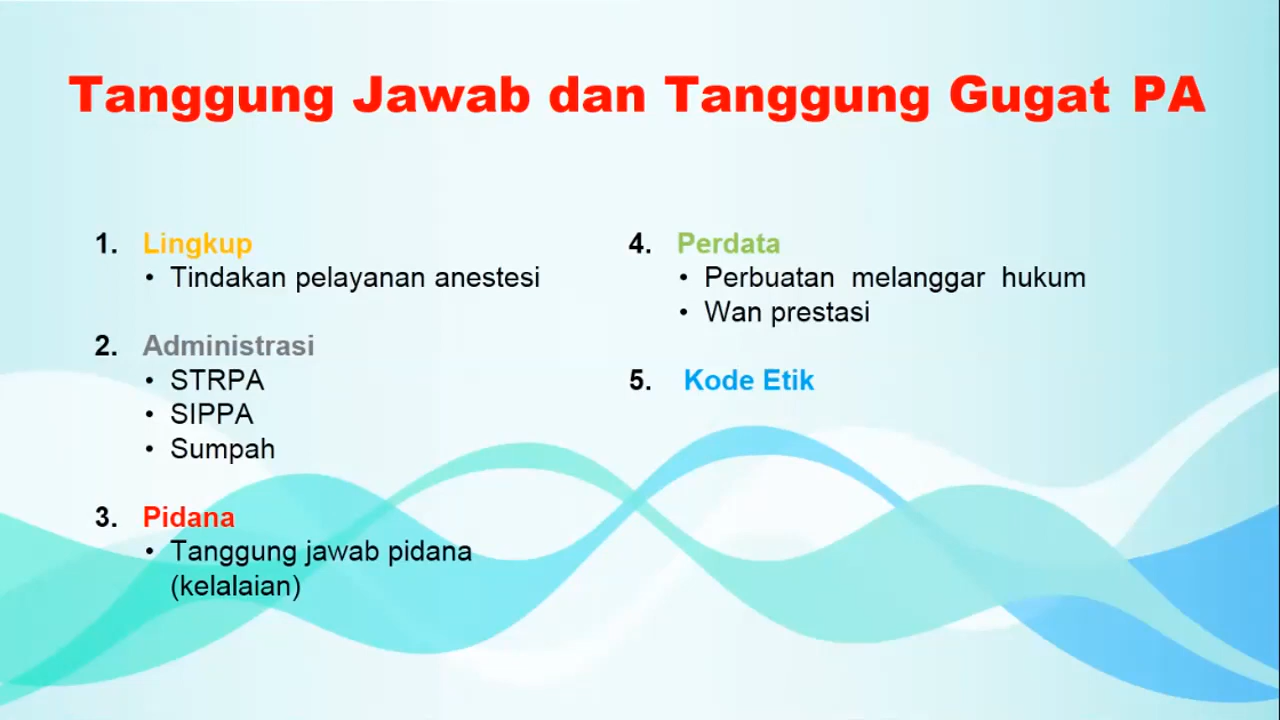 Tanggung Jawab dan Tanggung Gugat PA
1. Lingkup
• Tindakan pelayanan anestesi
2. Administrasi
• STRPA
• SIPPA
• Sumpah
3. Pidana
• Tanggung jawab pidana
(kelalaian)
4. Perdata
• Perbuatan melanggar hukum
• Wan prestasi
5. Kode Etik